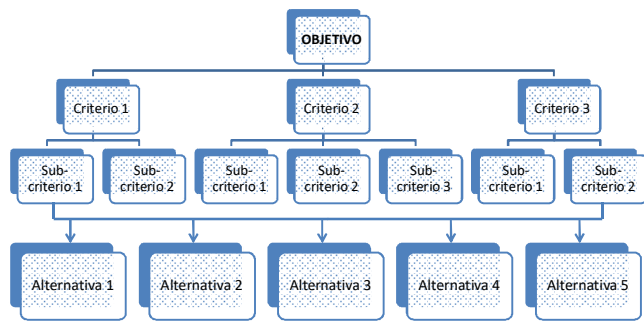 OBJETIVO
Criterio 1
Criterio 2
Criterio 3
Sub-
criterio 1
Sub-
criterio 2
Sub-
criterio 1
Sub-
criterio 2
Sub-
criterio 3
Sub-
criterio 1
Sub-
criterio 2
Alternativa 1
Alternativa 2
Alternativa 3
Alternativa 4
Alternativa 5